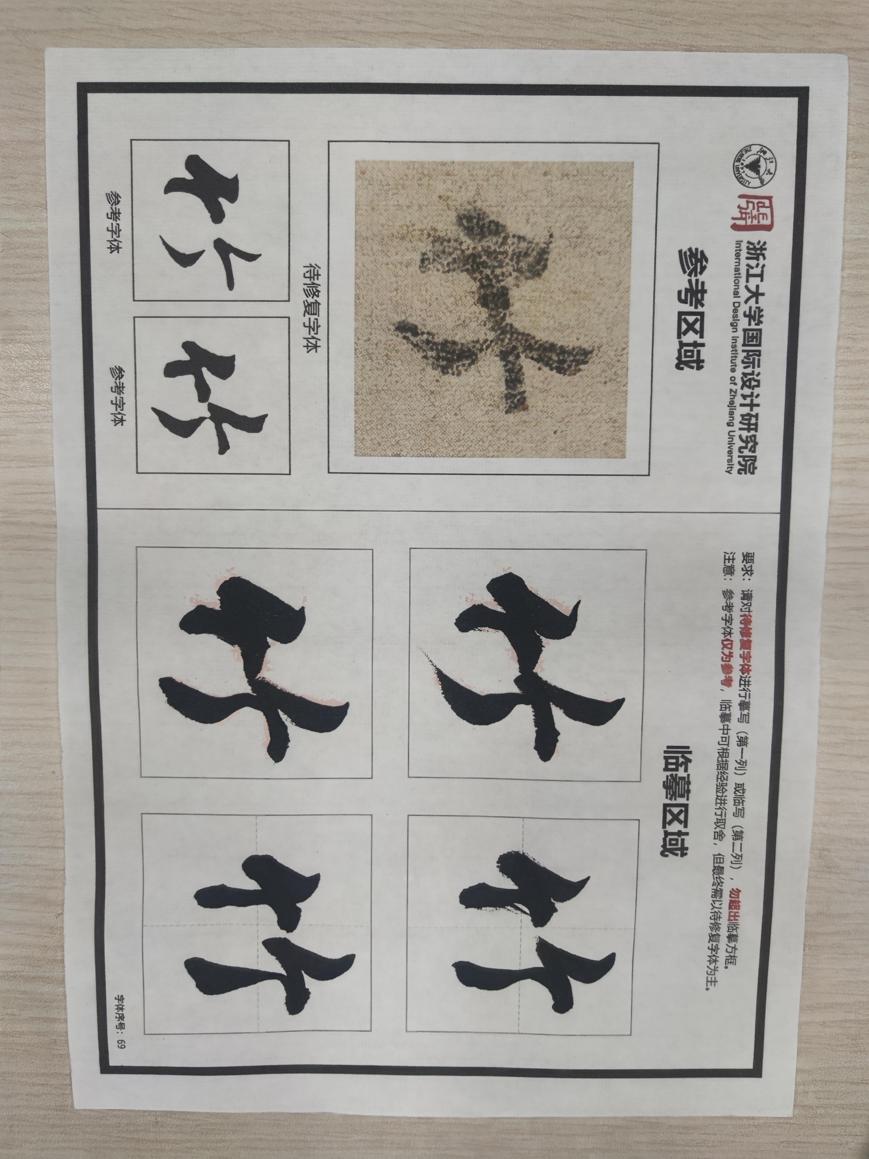 浙江大学国际设计研究院
International Design Institute of Zhejiang University
参考区域
竹
待修复字体
竹
竹
参考字体
参考字体
要求：请对待修复字体进行摹写（第一列）或临写（第二列），勿超出临摹方框。
注意：参考字体仅为参考，临摹中可根据经验进行取舍，但最终需以待修复字体为主。
临摹区域
竹
竹
竹
竹
字体序号：69